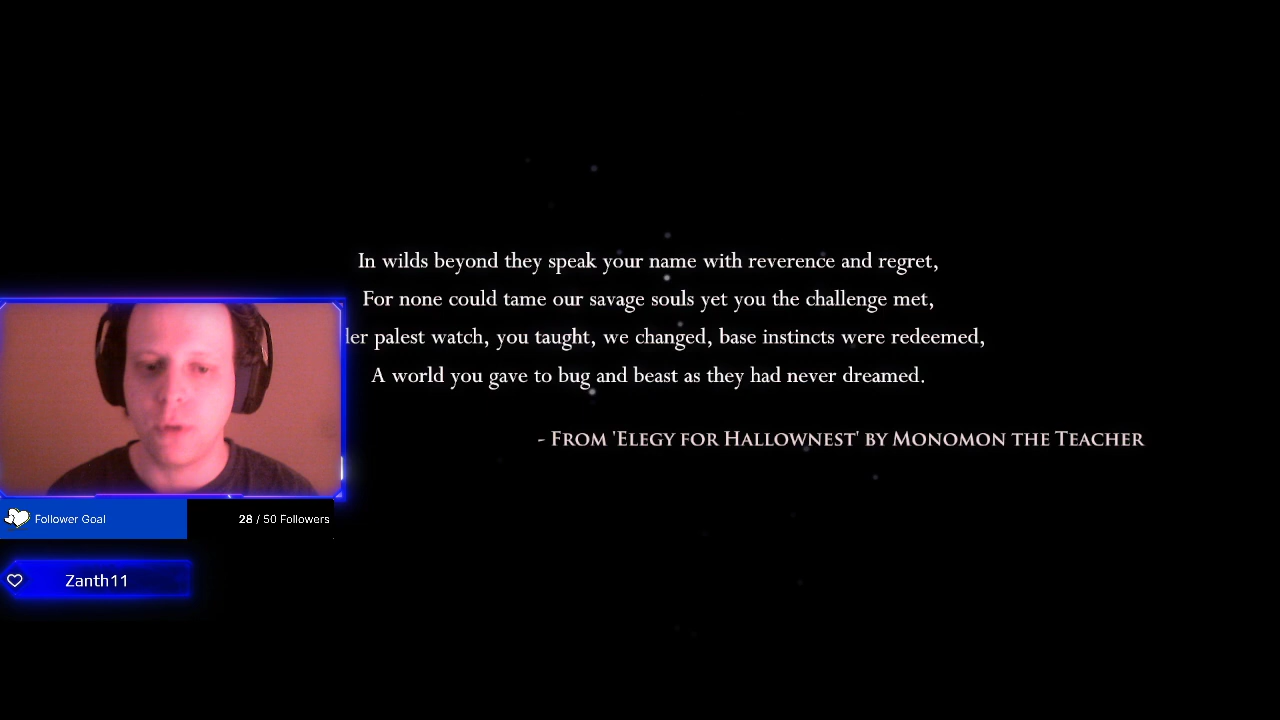 In wilds beyond they speak your name with reverence and regret,
For none could tame our savage souls yet you the challenge met,
palest watch, you taught, we changed, base instincts were redeemed,
A world you gave to bug and beast as they had never dreamed.
- From 'Elegy for Hallownest' by Monomon the Teacher
Follower Goal
28 / 50 Followers
Zanth11